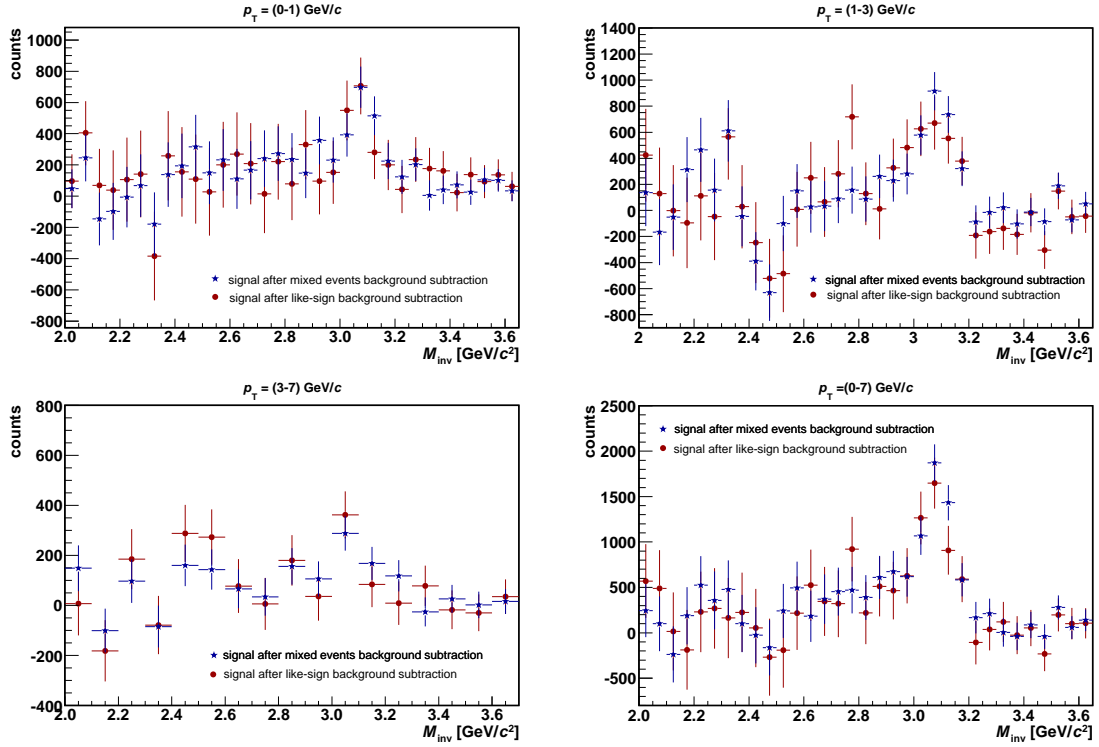 p_T = (0-1) GeV/c
counts
1000
800
600
400
200
0
−200
−400
−600
−800
signal after mixed events background subtraction
signal after like-sign background subtraction
2.0 2.2 2.4 2.6 2.8 3.0 3.2 3.4 3.6
M_inv [GeV/c²]
p_T = (1-3) GeV/c
counts
1400
1200
1000
800
600
400
200
0
−200
−400
−600
−800
signal after mixed events background subtraction
signal after like-sign background subtraction
2 2.2 2.4 2.6 2.8 3.0 3.2 3.4 3.6
M_inv [GeV/c²]
p_T = (3-7) GeV/c
counts
800
600
400
200
0
−200
−400
signal after mixed events background subtraction
signal after like-sign background subtraction
2.0 2.2 2.4 2.6 2.8 3.0 3.2 3.4 3.6
M_inv [GeV/c²]
p_T =(0-7) GeV/c
counts
2500
2000
1500
1000
500
0
−500
signal after mixed events background subtraction
signal after like-sign background subtraction
2.0 2.2 2.4 2.6 2.8 3.0 3.2 3.4 3.6
M_inv [GeV/c²]